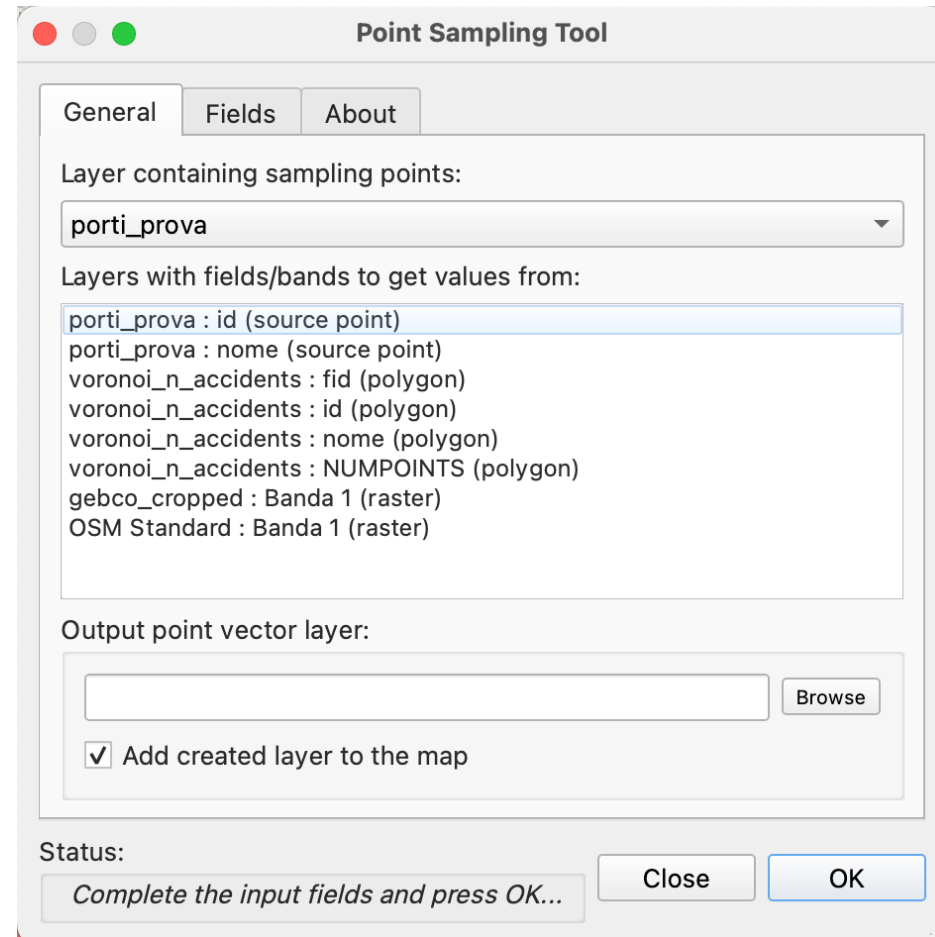 Point Sampling Tool
General
Fields
About
Layer containing sampling points:
porti_prova
Layers with fields/bands to get values from:
porti_prova : id (source point)
porti_prova : nome (source point)
voronoi_n_accidents : fid (polygon)
voronoi_n_accidents : id (polygon)
voronoi_n_accidents : nome (polygon)
voronoi_n_accidents : NUMPOINTS (polygon)
gebco_cropped : Banda 1 (raster)
OSM Standard : Banda 1 (raster)
Output point vector layer:
Browse
Add created layer to the map
Status:
Complete the input fields and press OK...
Close
OK